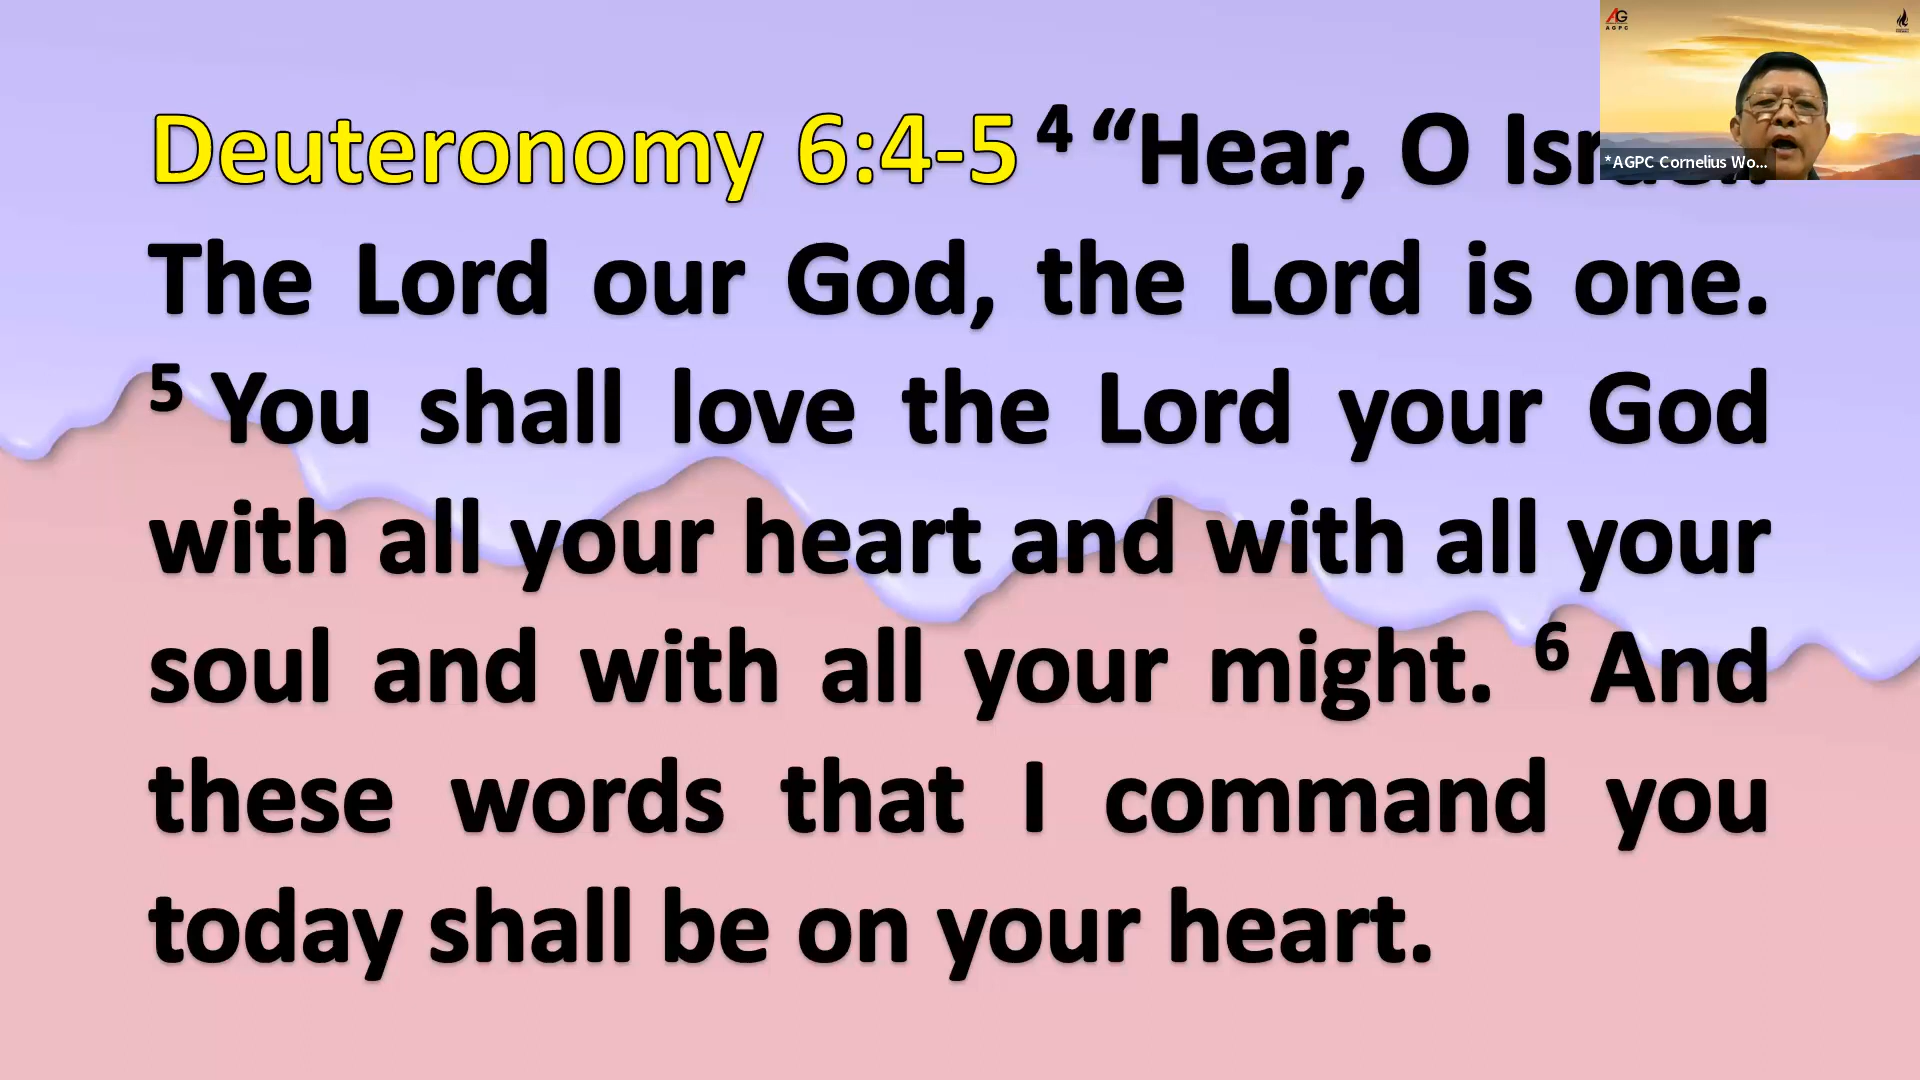 Deuteronomy 6:4-5 ⁴ “Hear, O
The Lord our God, the Lord is one.
⁵ You shall love the Lord your God
with all your heart and with all your
soul and with all your might. ⁶ And
these words that I command you
today shall be on your heart.
AG
AGPC
*AGPC Cornelius Wo...